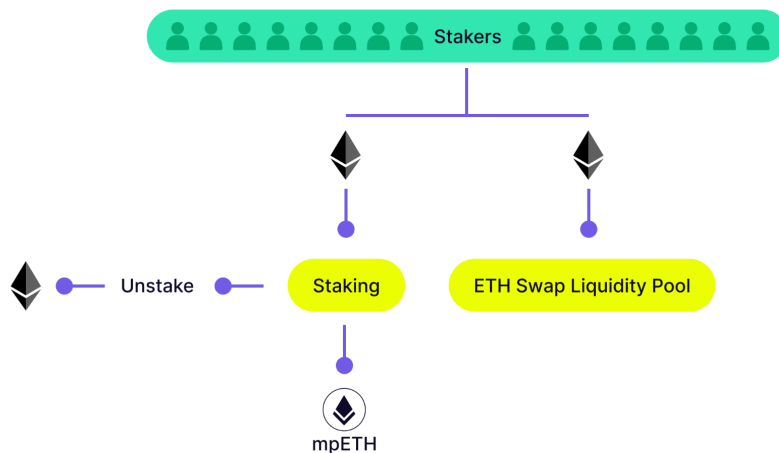 Stakers
Unstake
Staking
ETH Swap Liquidity Pool
mpETH